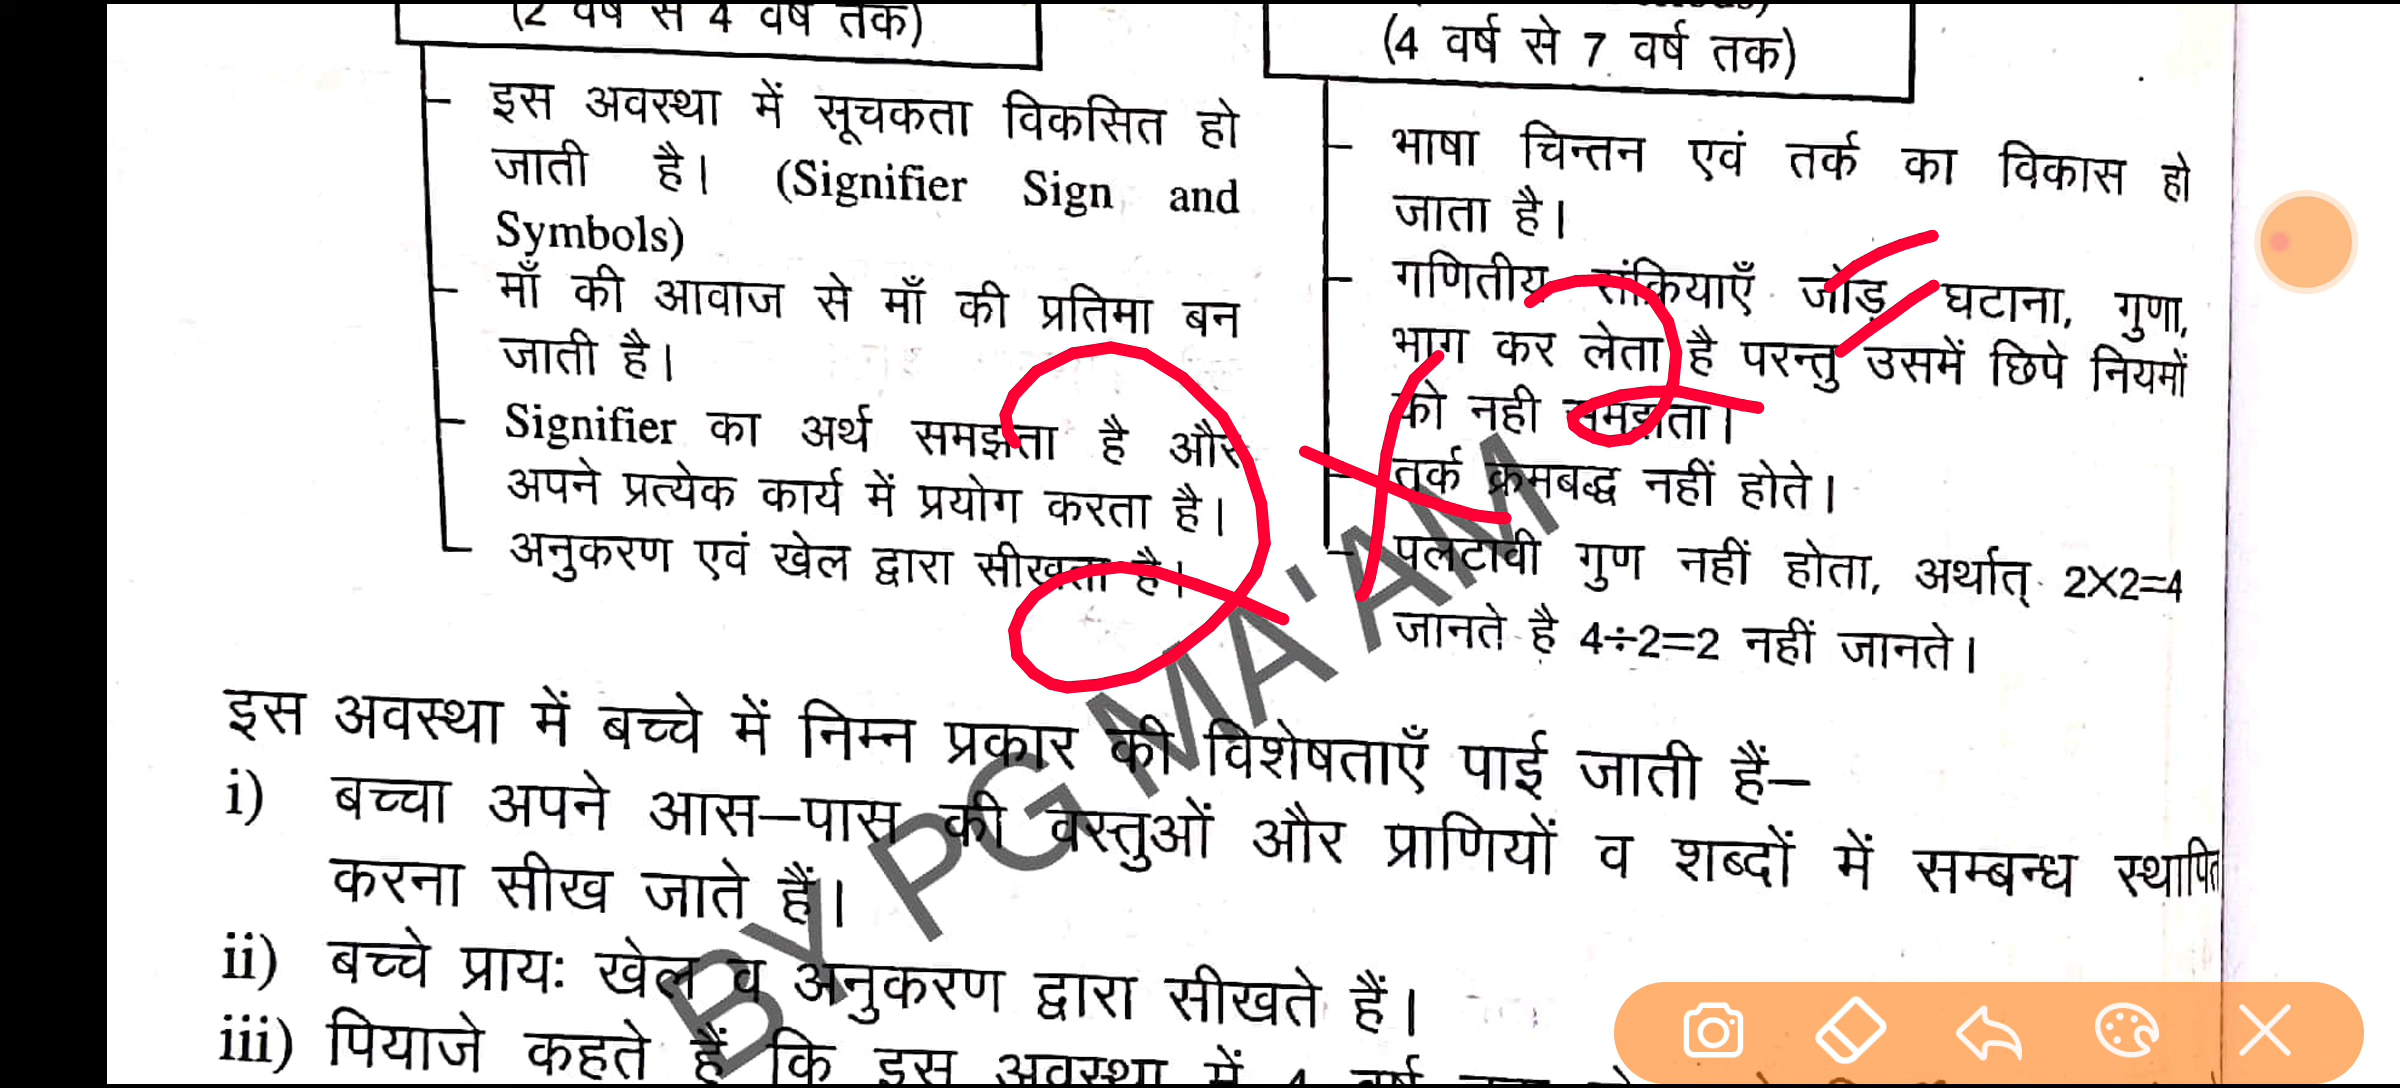 (2 वर्ष से 4 वर्ष तक)
इस अवस्था में सूचकता विकसित हो
जाती है। (Signifier Sign and
Symbols)
माँ की आवाज से माँ की प्रतिमा बन
जाती है।
Signifier का अर्थ समझता है और
अपने प्रत्येक कार्य में प्रयोग करता है।
अनुकरण एवं खेल द्वारा सीखता है।
(4 वर्ष से 7 वर्ष तक)
भाषा चिन्तन एवं तर्क का विकास हो
जाता है।
गणितीय संक्रियाएँ जोड़ घटाना, गुणा,
भाग कर लेता है परन्तु उसमें छिपे नियमों
को नही समझता।
तर्क क्रमबद्ध नहीं होते।
पलटावी गुण नहीं होता, अर्थात् 2X2=4
जानते है 4÷2=2 नहीं जानते।
2 2 x
इस अवस्था में बच्चे में निम्न प्रकार की विशेषताएँ पाई जाती हैं–
i) बच्चा अपने आस–पास की वस्तुओं और प्राणियों व शब्दों में सम्बन्ध स्थापित
करना सीख जाते हैं।
ii) बच्चे प्रायः खेल व अनुकरण द्वारा सीखते हैं।
iii) पियाजे कहते हैं कि इस अवस्था में 4 वर्ष
BY PG MA'AM